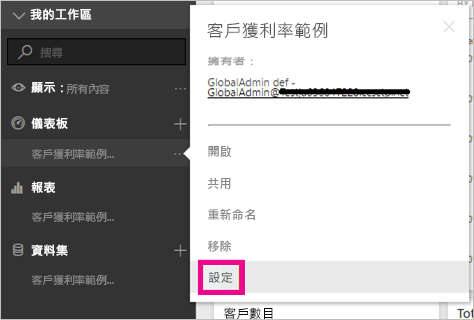 我的工作區
搜尋
顯示：所有內容
儀表板
客戶獲利率範例...
報表
客戶獲利率範例...
資料集
客戶獲利率範例...
客戶獲利率範例
擁有者：
GlobalAdmin def -
GlobalAdmin@
開啟
共用
重新命名
移除
設定
客戶數目
Tot